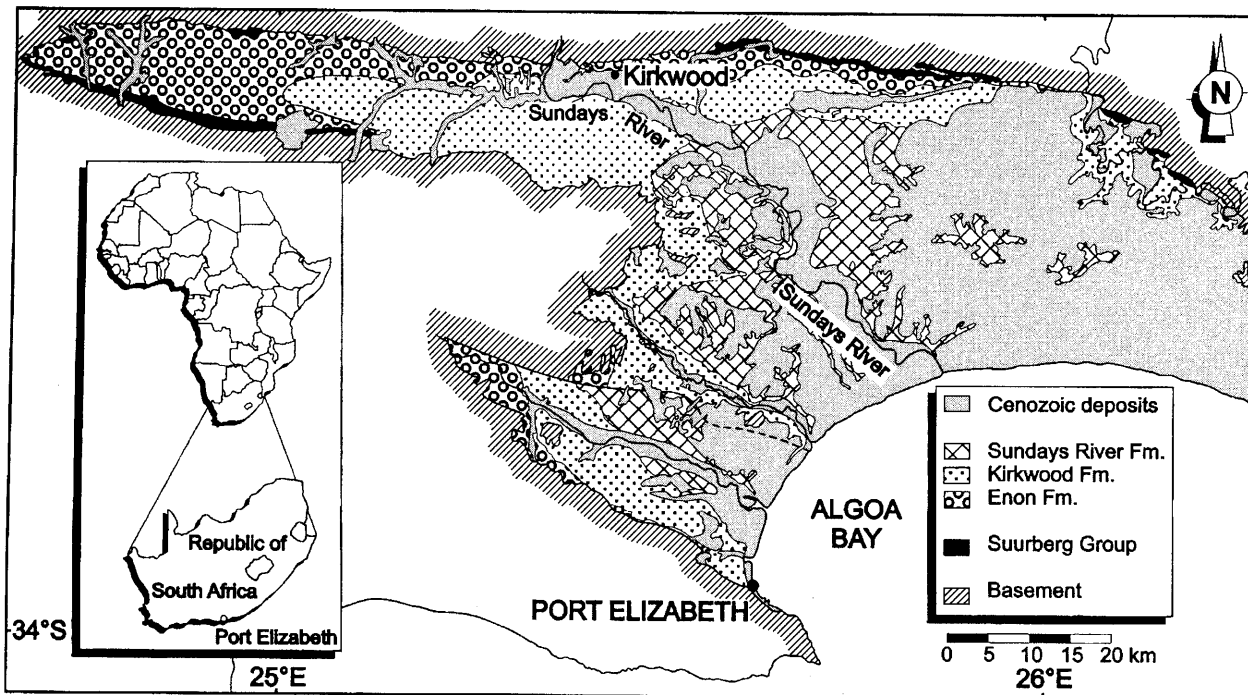 Kirkwood
N
Sundays
River
Sundays River
Republic of
South Africa
Port Elizabeth
ALGOA
BAY
PORT ELIZABETH
Cenozoic deposits
Sundays River Fm.
Kirkwood Fm.
Enon Fm.
Suurberg Group
Basement
0 5 10 15 20 km
34°S
25°E
26°E